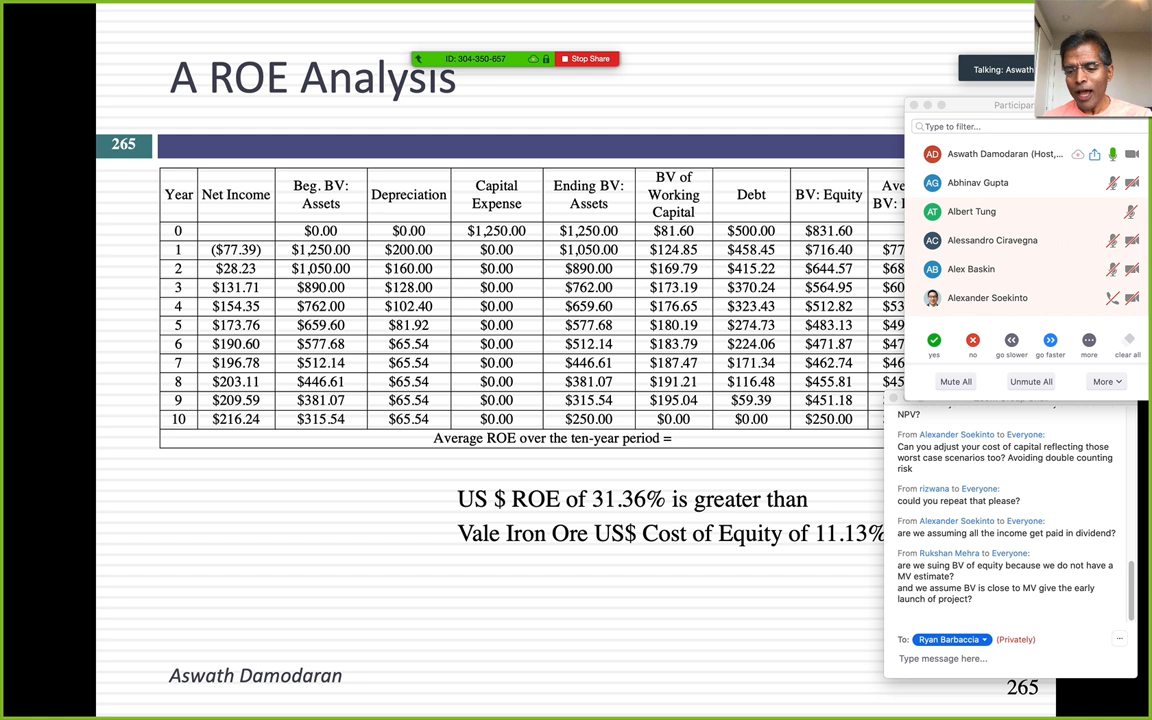 A ROE Analysis
ID: 304-350-657
Stop Share
Talking: Aswath
265
Year Net Income Beg. BV: Assets Depreciation Capital Expense Ending BV: Assets BV of Working Capital Debt BV: Equity
0 $0.00 $0.00 $1,250.00 $1,250.00 $81.60 $500.00 $831.60
1 ($77.39) $1,250.00 $200.00 $0.00 $1,050.00 $124.85 $458.45 $716.40
2 $28.23 $1,050.00 $160.00 $0.00 $890.00 $169.79 $415.22 $644.57
3 $131.71 $890.00 $128.00 $0.00 $762.00 $173.19 $370.24 $564.95
4 $154.35 $762.00 $102.40 $0.00 $659.60 $176.65 $323.43 $512.82
5 $173.76 $659.60 $81.92 $0.00 $577.68 $180.19 $274.73 $483.13
6 $190.60 $577.68 $65.54 $0.00 $512.14 $183.79 $224.06 $471.87
7 $196.78 $512.14 $65.54 $0.00 $446.61 $187.47 $171.34 $462.74
8 $203.11 $446.61 $65.54 $0.00 $381.07 $191.21 $116.48 $455.81
9 $209.59 $381.07 $65.54 $0.00 $315.54 $195.04 $59.39 $451.18
10 $216.24 $315.54 $65.54 $0.00 $250.00 $0.00 $0.00 $250.00
Average ROE over the ten-year period =
US $ ROE of 31.36% is greater than
Vale Iron Ore US$ Cost of Equity of 11.13%
Aswath Damodaran
265
Type to filter...
AD Aswath Damodaran (Host,...
AG Abhinav Gupta
AT Albert Tung
AC Alessandro Ciravegna
AB Alex Baskin
Alexander Soekinto
yes no go slower go faster more clear all
Mute All Unmute All More
NPV?
From Alexander Soekinto to Everyone:
Can you adjust your cost of capital reflecting those
worst case scenarios too? Avoiding double counting
risk
From rizwana to Everyone:
could you repeat that please?
From Alexander Soekinto to Everyone:
are we assuming all the income get paid in dividend?
From Rukshan Mehra to Everyone:
are we suing BV of equity because we do not have a
MV estimate?
and we assume BV is close to MV give the early
launch of project?
To: Ryan Barbaccia (Privately)
Type message here...